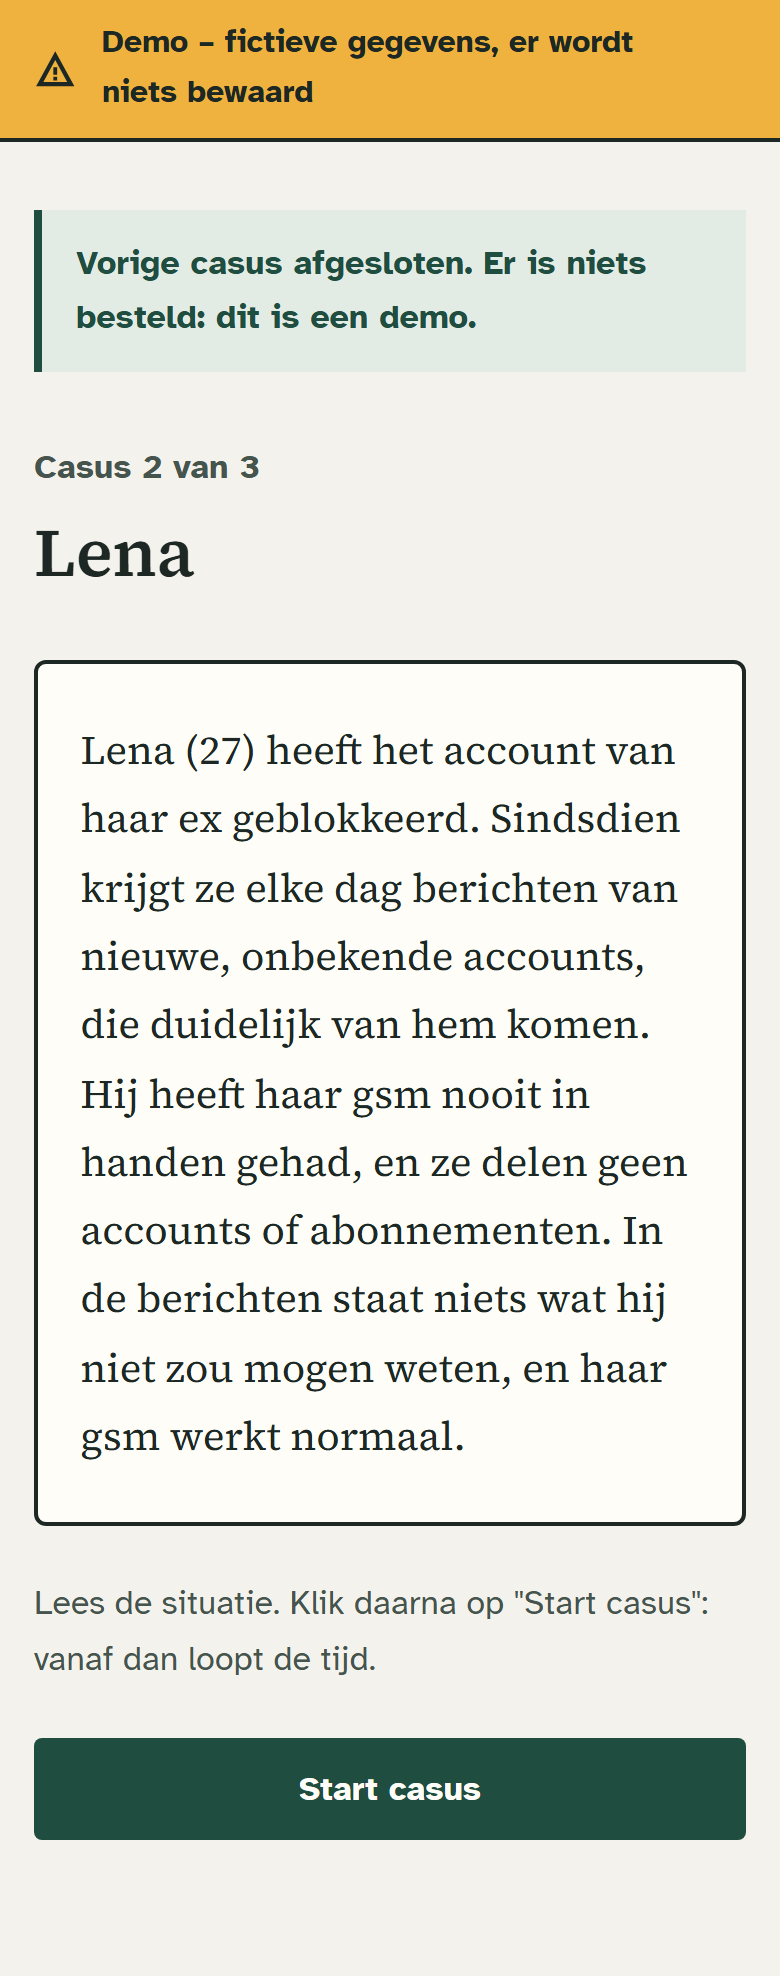 Demo – fictieve gegevens, er wordt
niets bewaard
Vorige casus afgesloten. Er is niets
besteld: dit is een demo.
Casus 2 van 3
Lena
Lena (27) heeft het account van
haar ex geblokkeerd. Sindsdien
krijgt ze elke dag berichten van
nieuwe, onbekende accounts,
die duidelijk van hem komen.
Hij heeft haar gsm nooit in
handen gehad, en ze delen geen
accounts of abonnementen. In
de berichten staat niets wat hij
niet zou mogen weten, en haar
gsm werkt normaal.
Lees de situatie. Klik daarna op "Start casus":
vanaf dan loopt de tijd.
Start casus